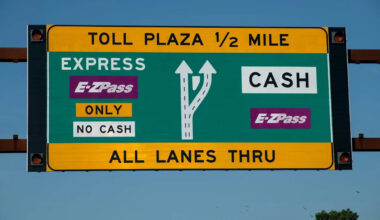 TOLL PLAZA 1/2 MILE
EXPRESS
E-ZPass
ONLY
NO CASH
CASH
E-ZPass
ALL LANES THRU